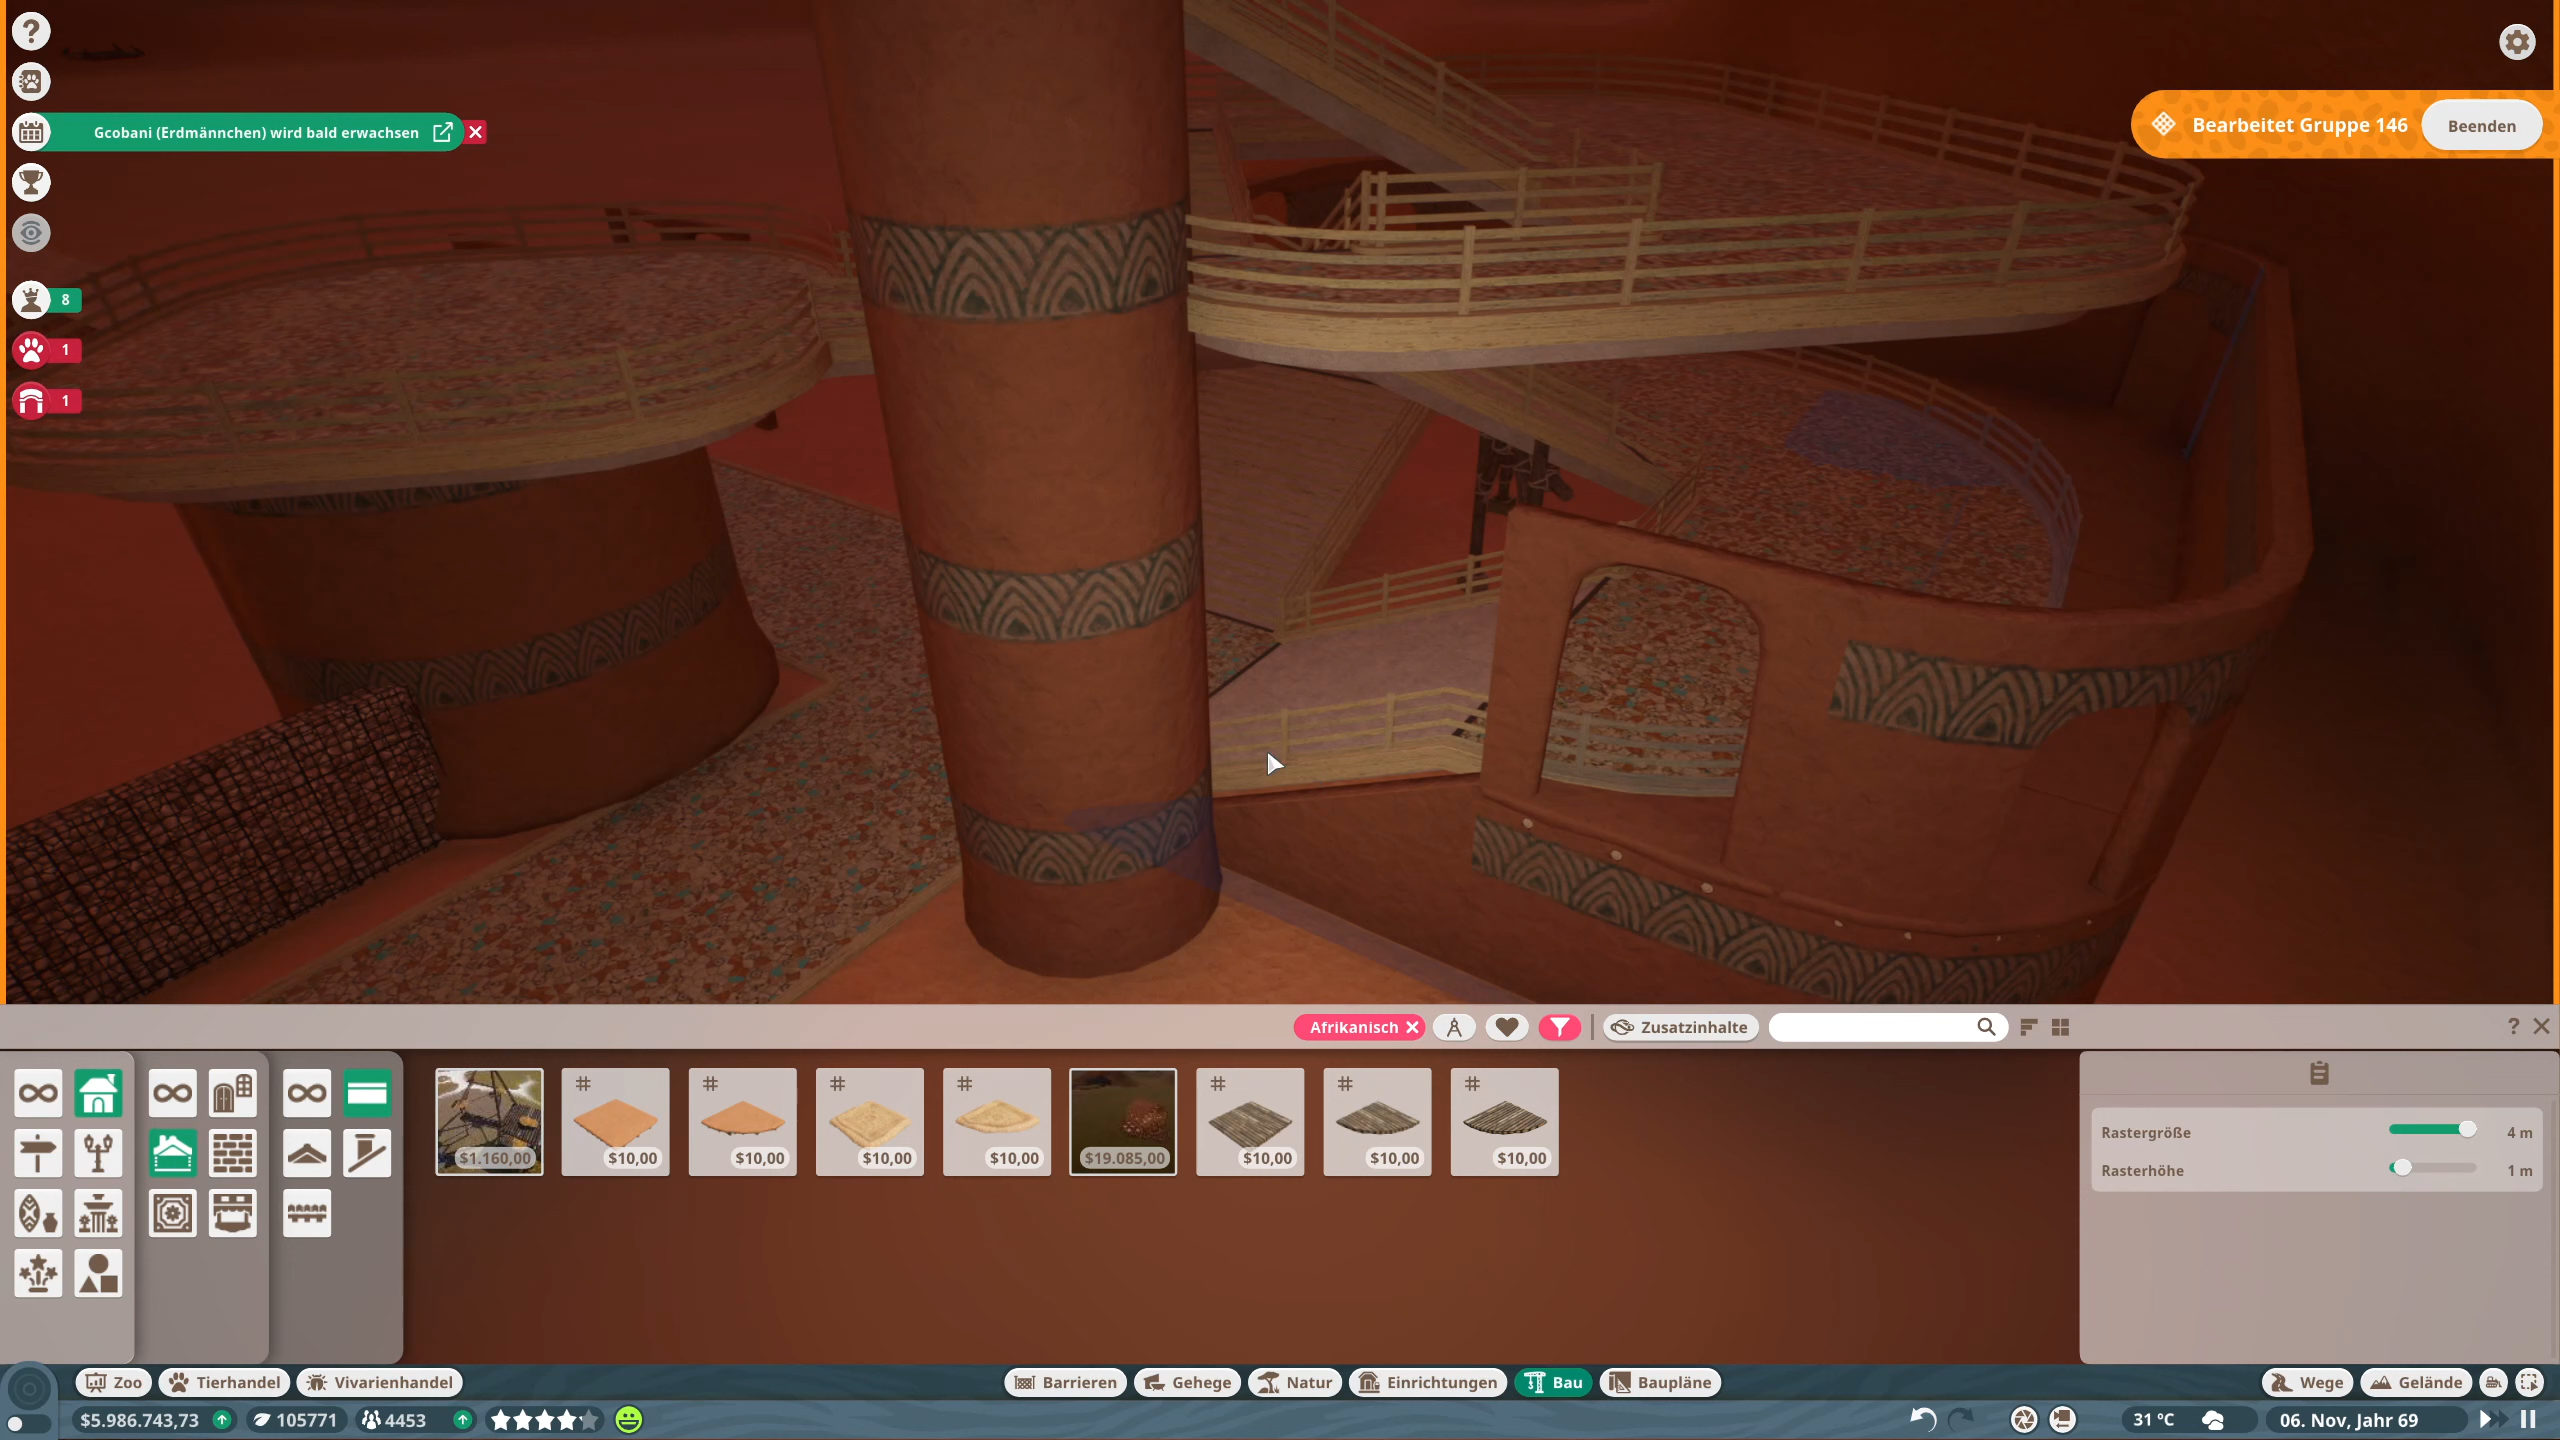 ?
Gcobani (Erdmännchen) wird bald erwachsen
Bearbeitet Gruppe 146
Beenden
8
1
1
Afrikanisch
Zusatzinhalte
?
$1.160,00
$10,00
$10,00
$10,00
$10,00
$19.085,00
$10,00
$10,00
$10,00
Rastergröße 4 m
Rasterhöhe 1 m
Zoo
Tierhandel
Vivarienhandel
Barrieren
Gehege
Natur
Einrichtungen
Bau
Baupläne
Wege
Gelände
$5.986.743,73
105771
4453
31 °C
06. Nov, Jahr 69